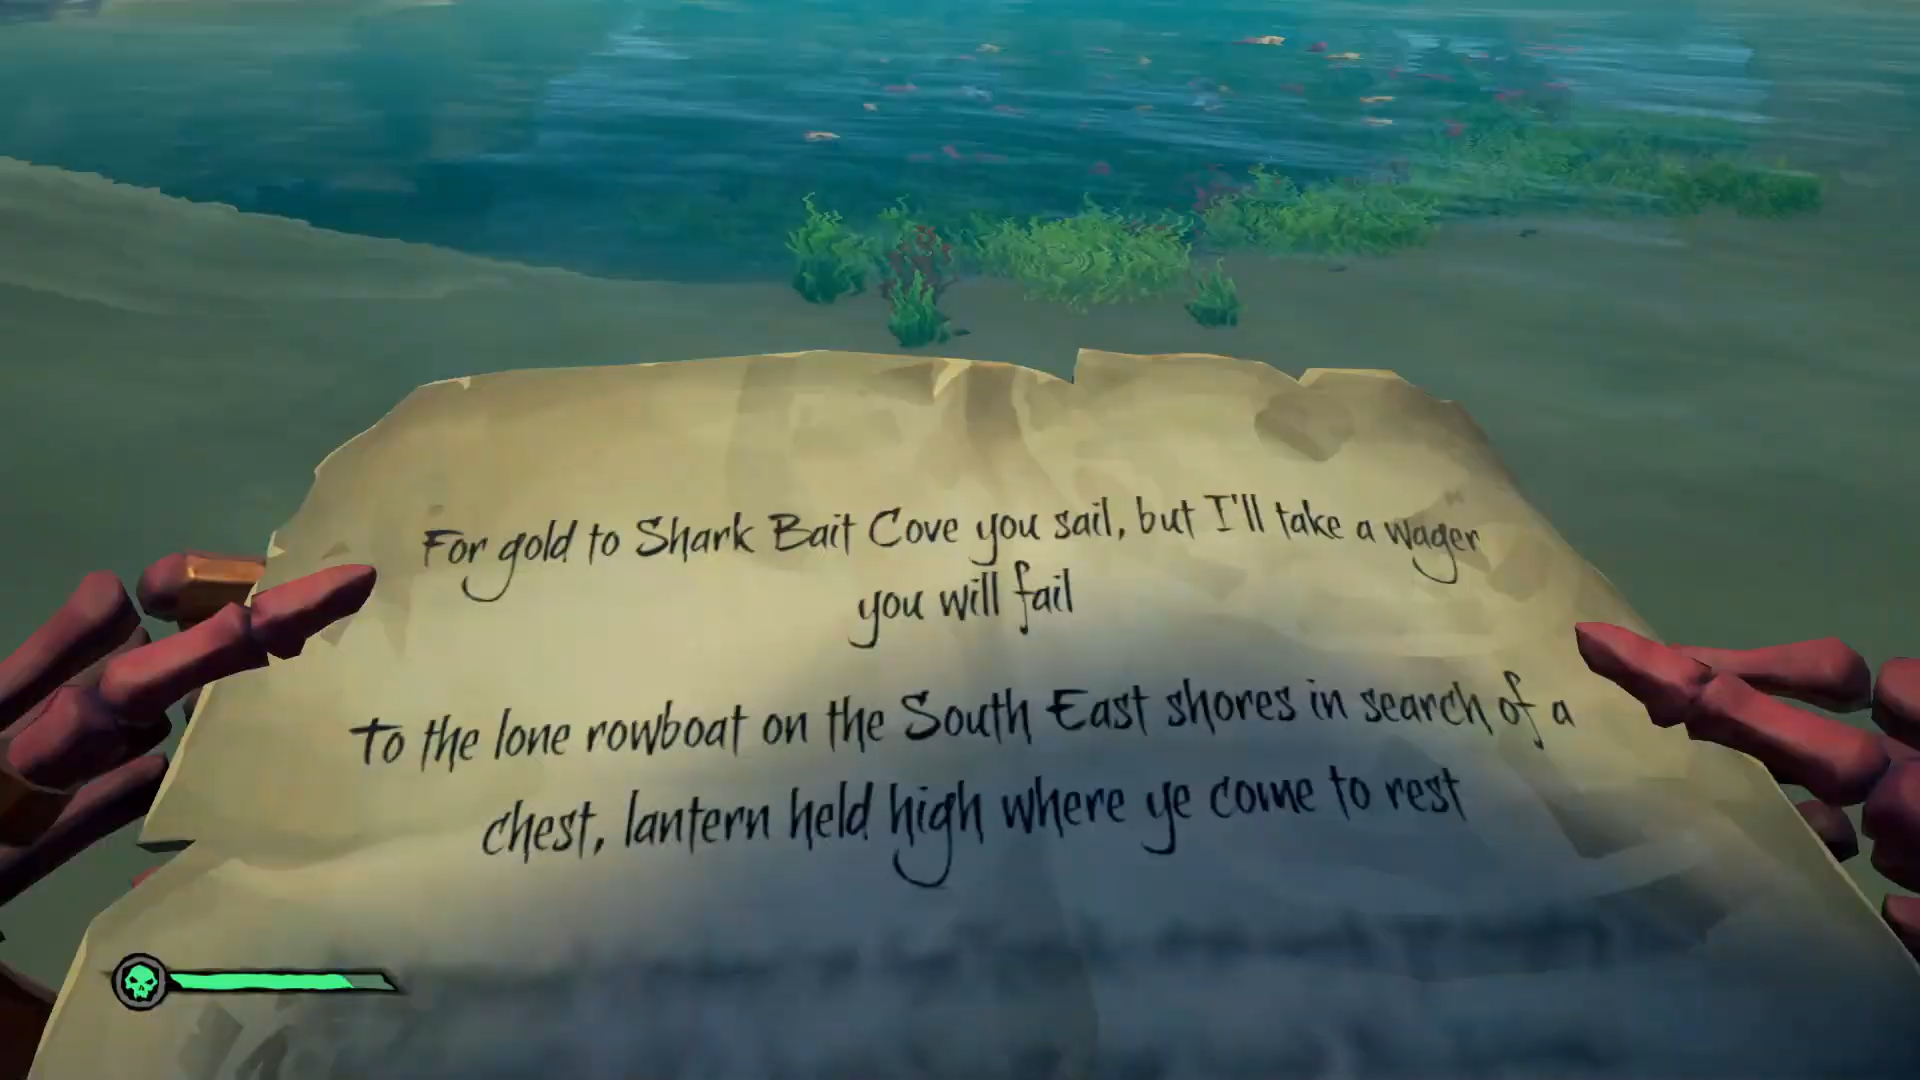 For gold to Shark Bait Cove you sail, but I'll take a wager
you will fail
To the lone rowboat on the South East shores in search of a
chest, lantern held high where ye come to rest